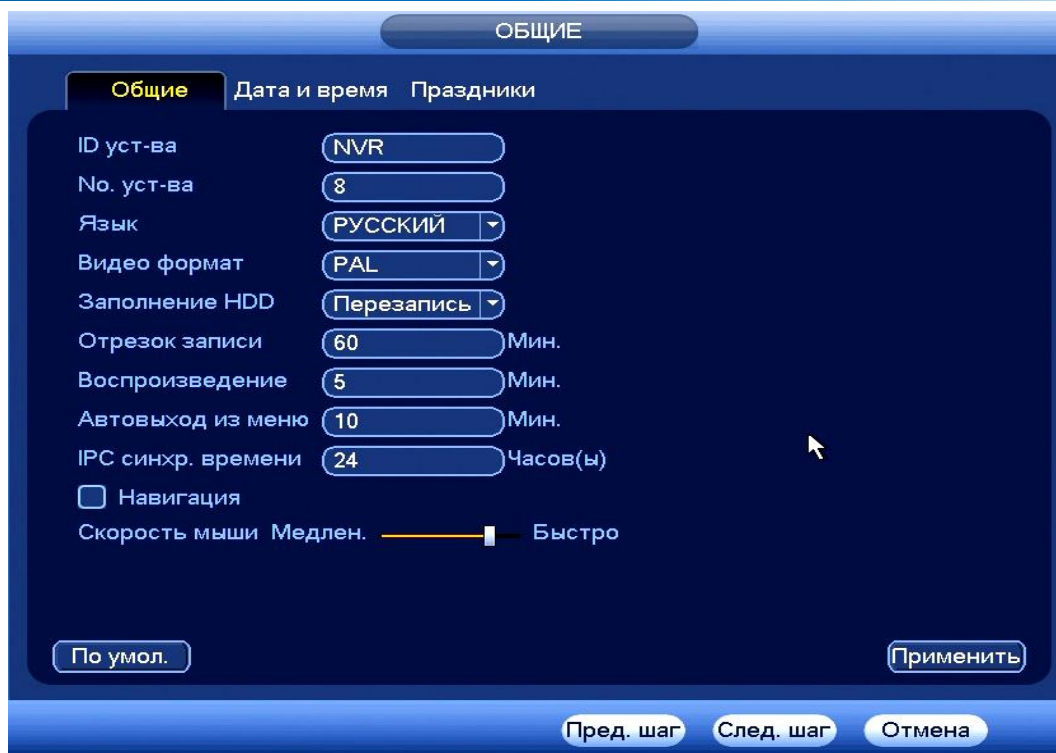 ОБЩИЕ
Общие Дата и время Праздники
ID уст-ва NVR
No. уст-ва 8
Язык РУССКИЙ
Видео формат PAL
Заполнение HDD Перезапись
Отрезок записи 60 Мин.
Воспроизведение 5 Мин.
Автовыход из меню 10 Мин.
IPC синхр. времени 24 Часов(ы)
Навигация
Скорость мыши Медлен. Быстро
По умол. Применить
Пред. шаг След. шаг Отмена